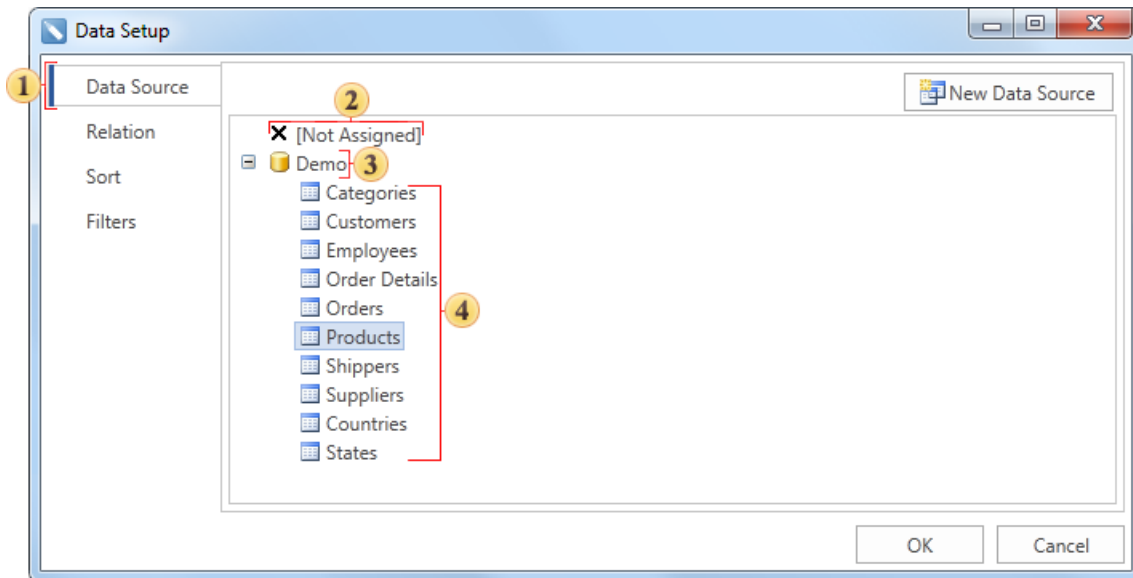 Data Setup
1 Data Source
New Data Source
2
Relation
[Not Assigned]
Demo 3
Sort
Categories
Filters
Customers
Employees
Order Details
Orders 4
Products
Shippers
Suppliers
Countries
States
OK
Cancel